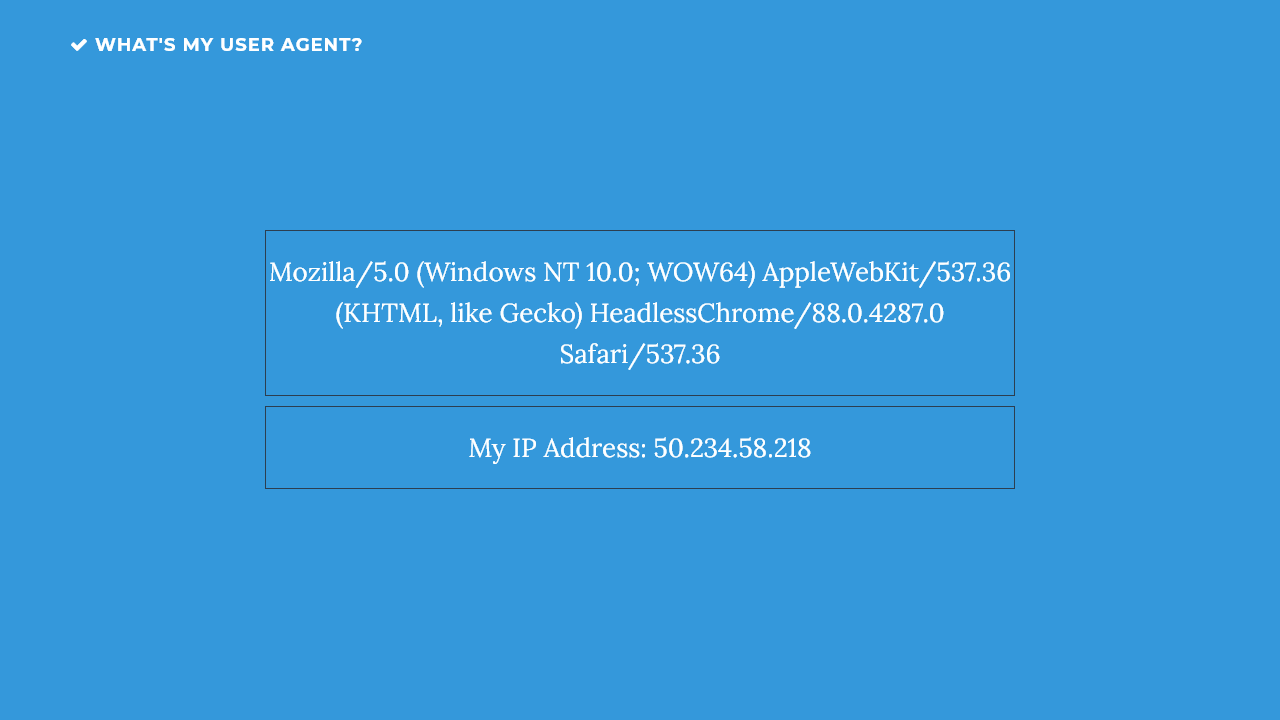 WHAT'S MY USER AGENT?
Mozilla/5.0 (Windows NT 10.0; WOW64) AppleWebKit/537.36
(KHTML, like Gecko) HeadlessChrome/88.0.4287.0
Safari/537.36
My IP Address: 50.234.58.218